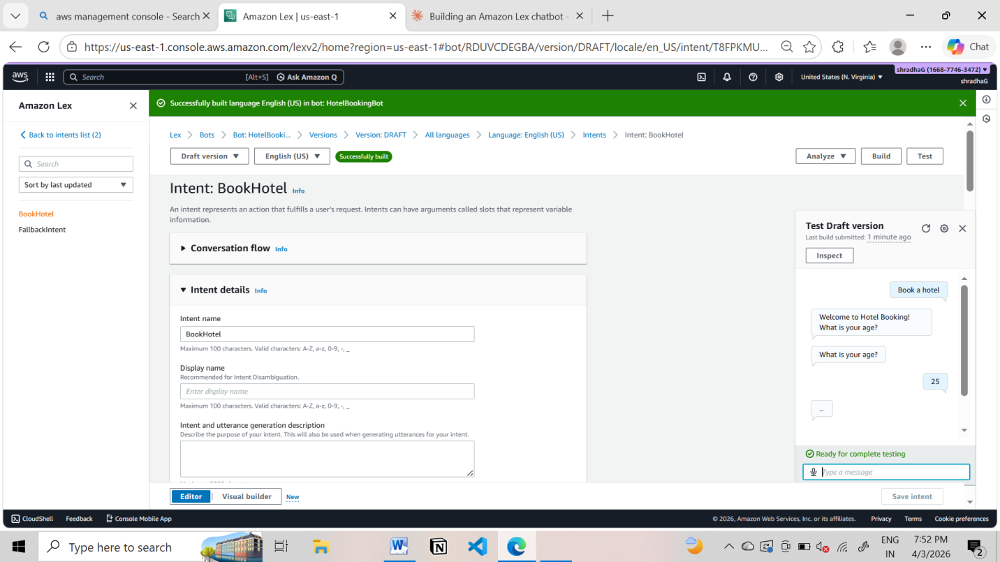 aws management console - Search
Amazon Lex | us-east-1
Building an Amazon Lex chatbot -
https://us-east-1.console.aws.amazon.com/lexv2/home?region=us-east-1#bot/RDUVCDEGBA/version/DRAFT/locale/en_US/intent/T8FPKMU...
Chat
aws
Search
[Alt+S]
Ask Amazon Q
United States (N. Virginia)
shradhaG (1668-7746-3472)
shradhaG
Amazon Lex
Successfully built language English (US) in bot: HotelBookingBot
Back to intents list (2)
Search
Sort by last updated
BookHotel
FallbackIntent
Lex
Bots
Bot: HotelBooki...
Versions
Version: DRAFT
All languages
Language: English (US)
Intents
Intent: BookHotel
Draft version
English (US)
Successfully built
Analyze
Build
Test
Intent: BookHotel Info
An intent represents an action that fulfills a user's request. Intents can have arguments called slots that represent variable
information.
Conversation flow Info
Intent details Info
Intent name
BookHotel
Maximum 100 characters. Valid characters: A-Z, a-z, 0-9, -, _
Display name
Recommended for Intent Disambiguation.
Enter display name
Maximum 100 characters. Valid characters: A-Z, a-z, 0-9, -, _
Intent and utterance generation description
Describe the purpose of your intent. This will also be used when generating utterances for your intent.
Test Draft version
Last build submitted: 1 minute ago
Inspect
Book a hotel
Welcome to Hotel Booking!
What is your age?
What is your age?
25
..
Ready for complete testing
Type a message
Editor
Visual builder
New
Save intent
CloudShell
Feedback
Console Mobile App
© 2026, Amazon Web Services, Inc. or its affiliates.
Privacy
Terms
Cookie preferences
Type here to search
ENG
IN
7:52 PM
4/3/2026
2